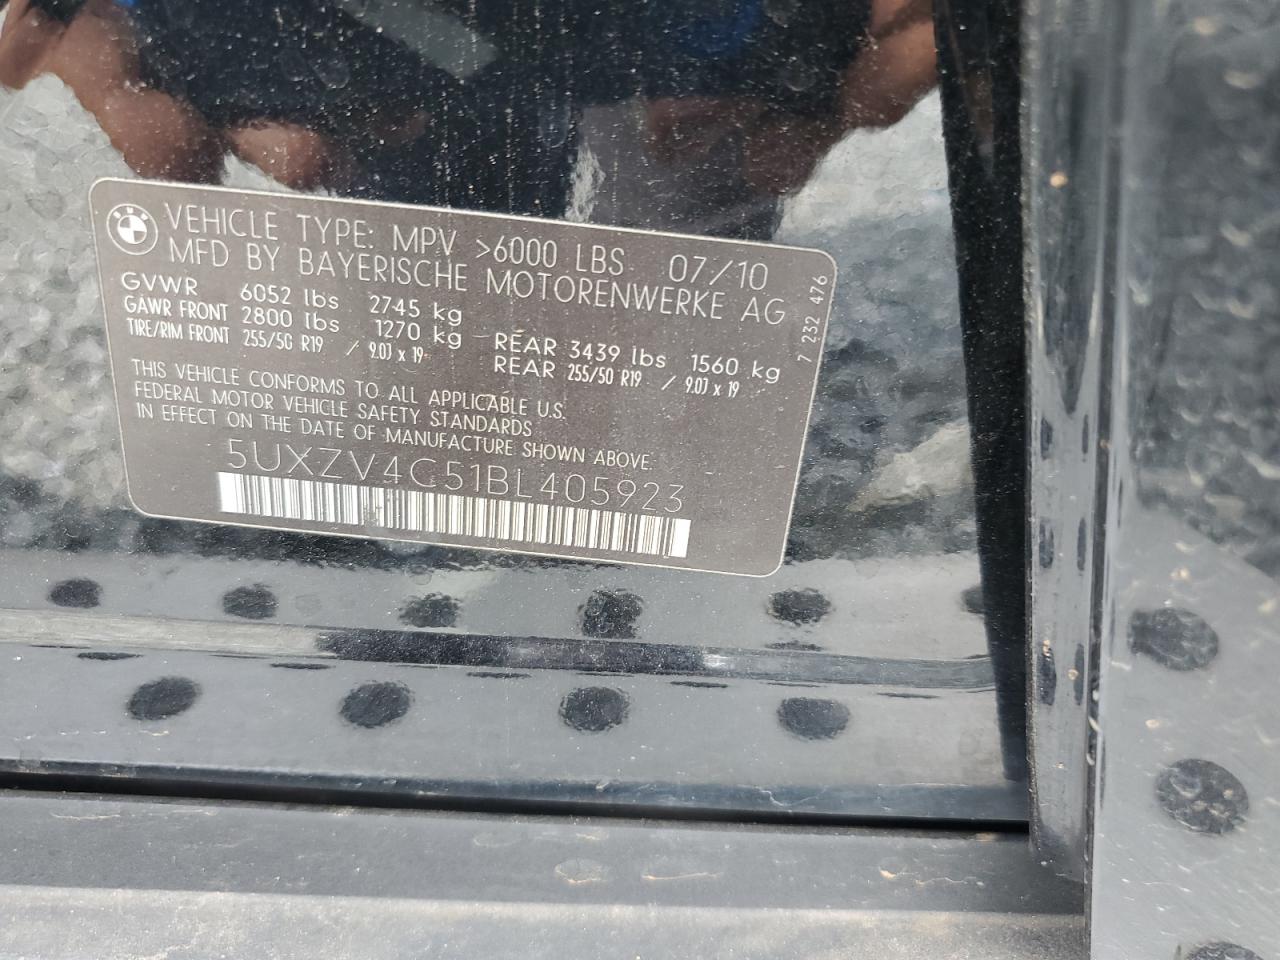 BMW
VEHICLE TYPE: MPV >6000 LBS 07/10
MFD BY BAYERISCHE MOTORENWERKE AG
GVWR 6052 lbs 2745 kg
GAWR FRONT 2800 lbs 1270 kg REAR 3439 lbs 1560 kg
TIRE/RIM FRONT 255/50 R19 / 9.0J x 19 REAR 255/50 R19 / 9.0J x 19
THIS VEHICLE CONFORMS TO ALL APPLICABLE U.S.
FEDERAL MOTOR VEHICLE SAFETY STANDARDS
IN EFFECT ON THE DATE OF MANUFACTURE SHOWN ABOVE.
5UXZV4C51BL405923
7 232 476